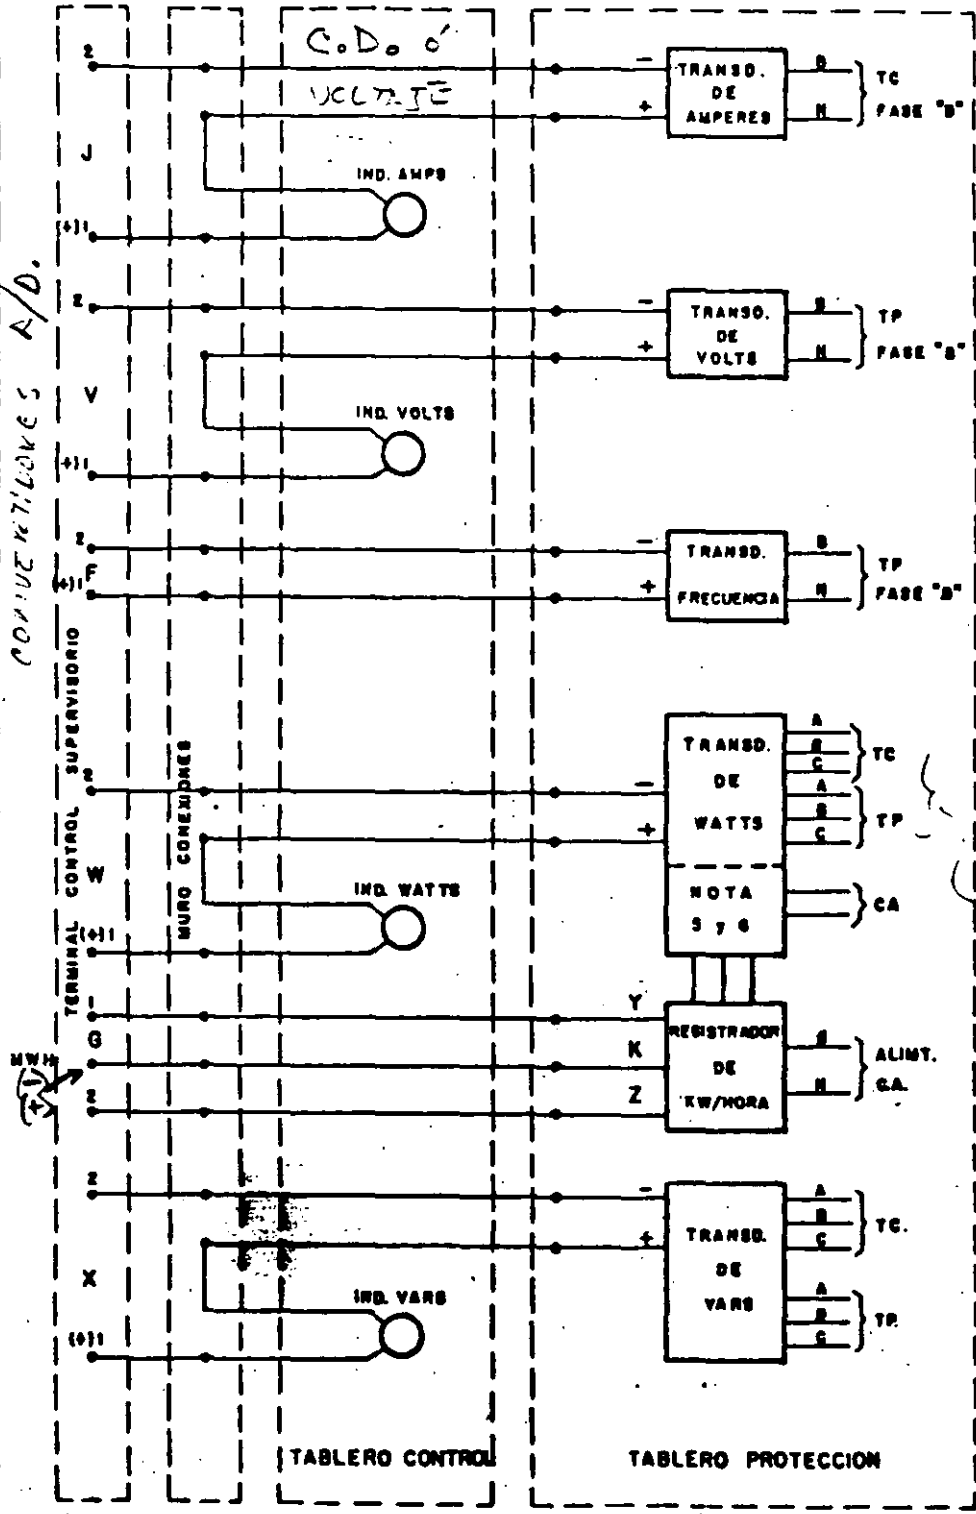 C.D. ó
VOLTAJE
CONVERTIDORES A/D.
2
J
(+)1
IND. AMPS
-
+
TRANSD.
DE
AMPERES
B
N
TC
FASE "B"
2
V
(+)1
IND. VOLTS
-
+
TRANSD.
DE
VOLTS
B
N
TP
FASE "B"
2
F
(+)1
-
+
TRANSD.
FRECUENCIA
B
N
TP
FASE "B"
TERMINAL CONTROL SUPERVISORIO
MURO CONEXIONES
2
W
(+)1
IND. WATTS
-
+
TRANSD.
DE
WATTS
NOTA
5 y 6
A
B
C
TC
A
B
C
TP
CA
1
G
2
MWH
(-)
(+)
Y
K
Z
REGISTRADOR
DE
KW/HORA
B
N
ALIMT.
C.A.
2
X
(+)1
IND. VARS
-
+
TRANSD.
DE
VARS
A
B
C
TC.
A
B
C
TP.
TABLERO CONTROL
TABLERO PROTECCION